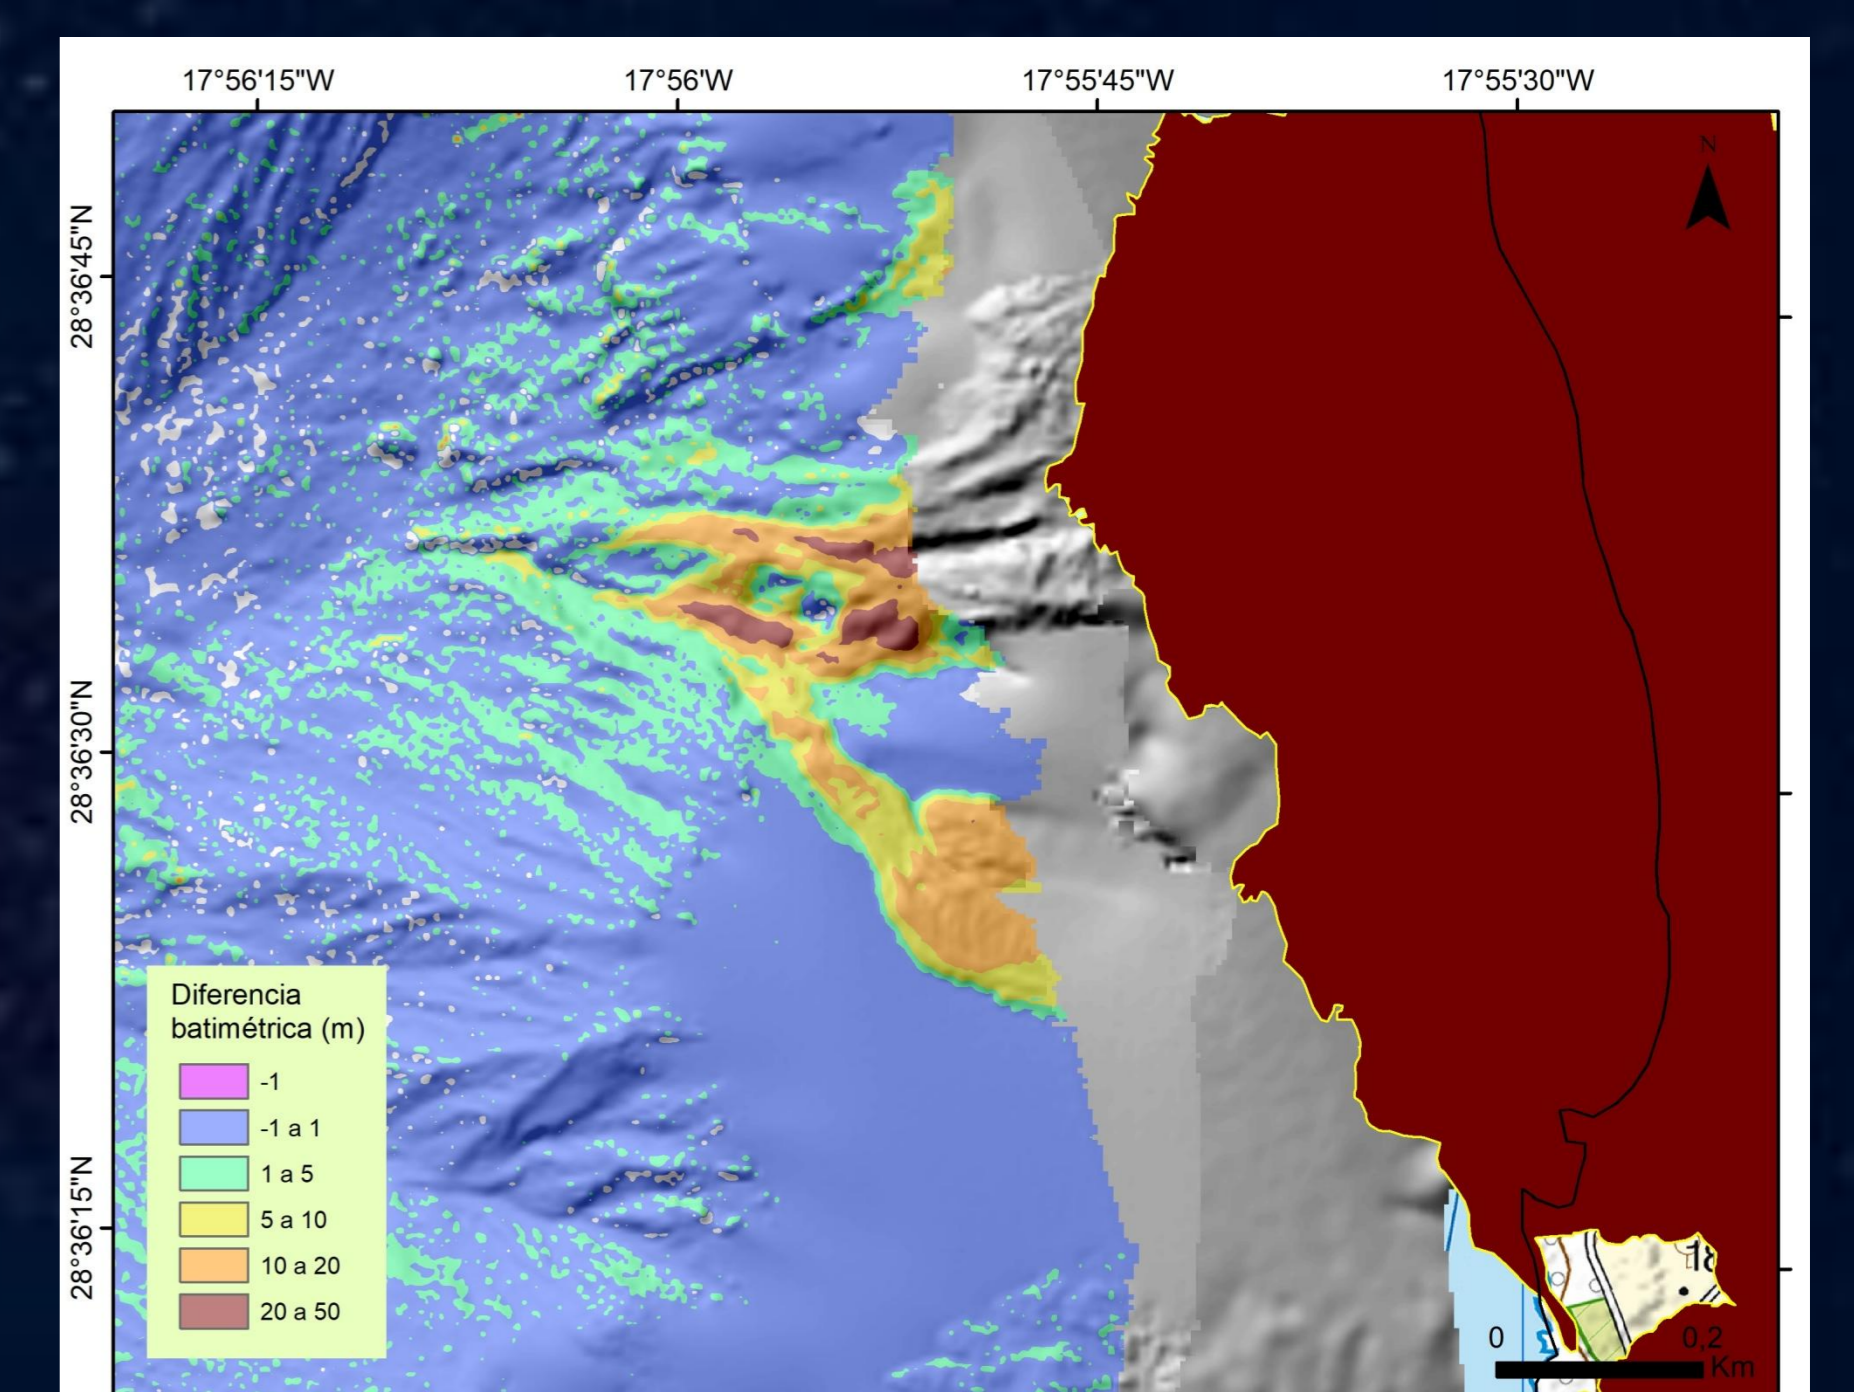 17°56'15"W
17°56'W
17°55'45"W
17°55'30"W
N
28°36'45"N
28°36'30"N
28°36'15"N
Diferencia
batimétrica (m)
-1
-1 a 1
1 a 5
5 a 10
10 a 20
20 a 50
0
0,2
Km